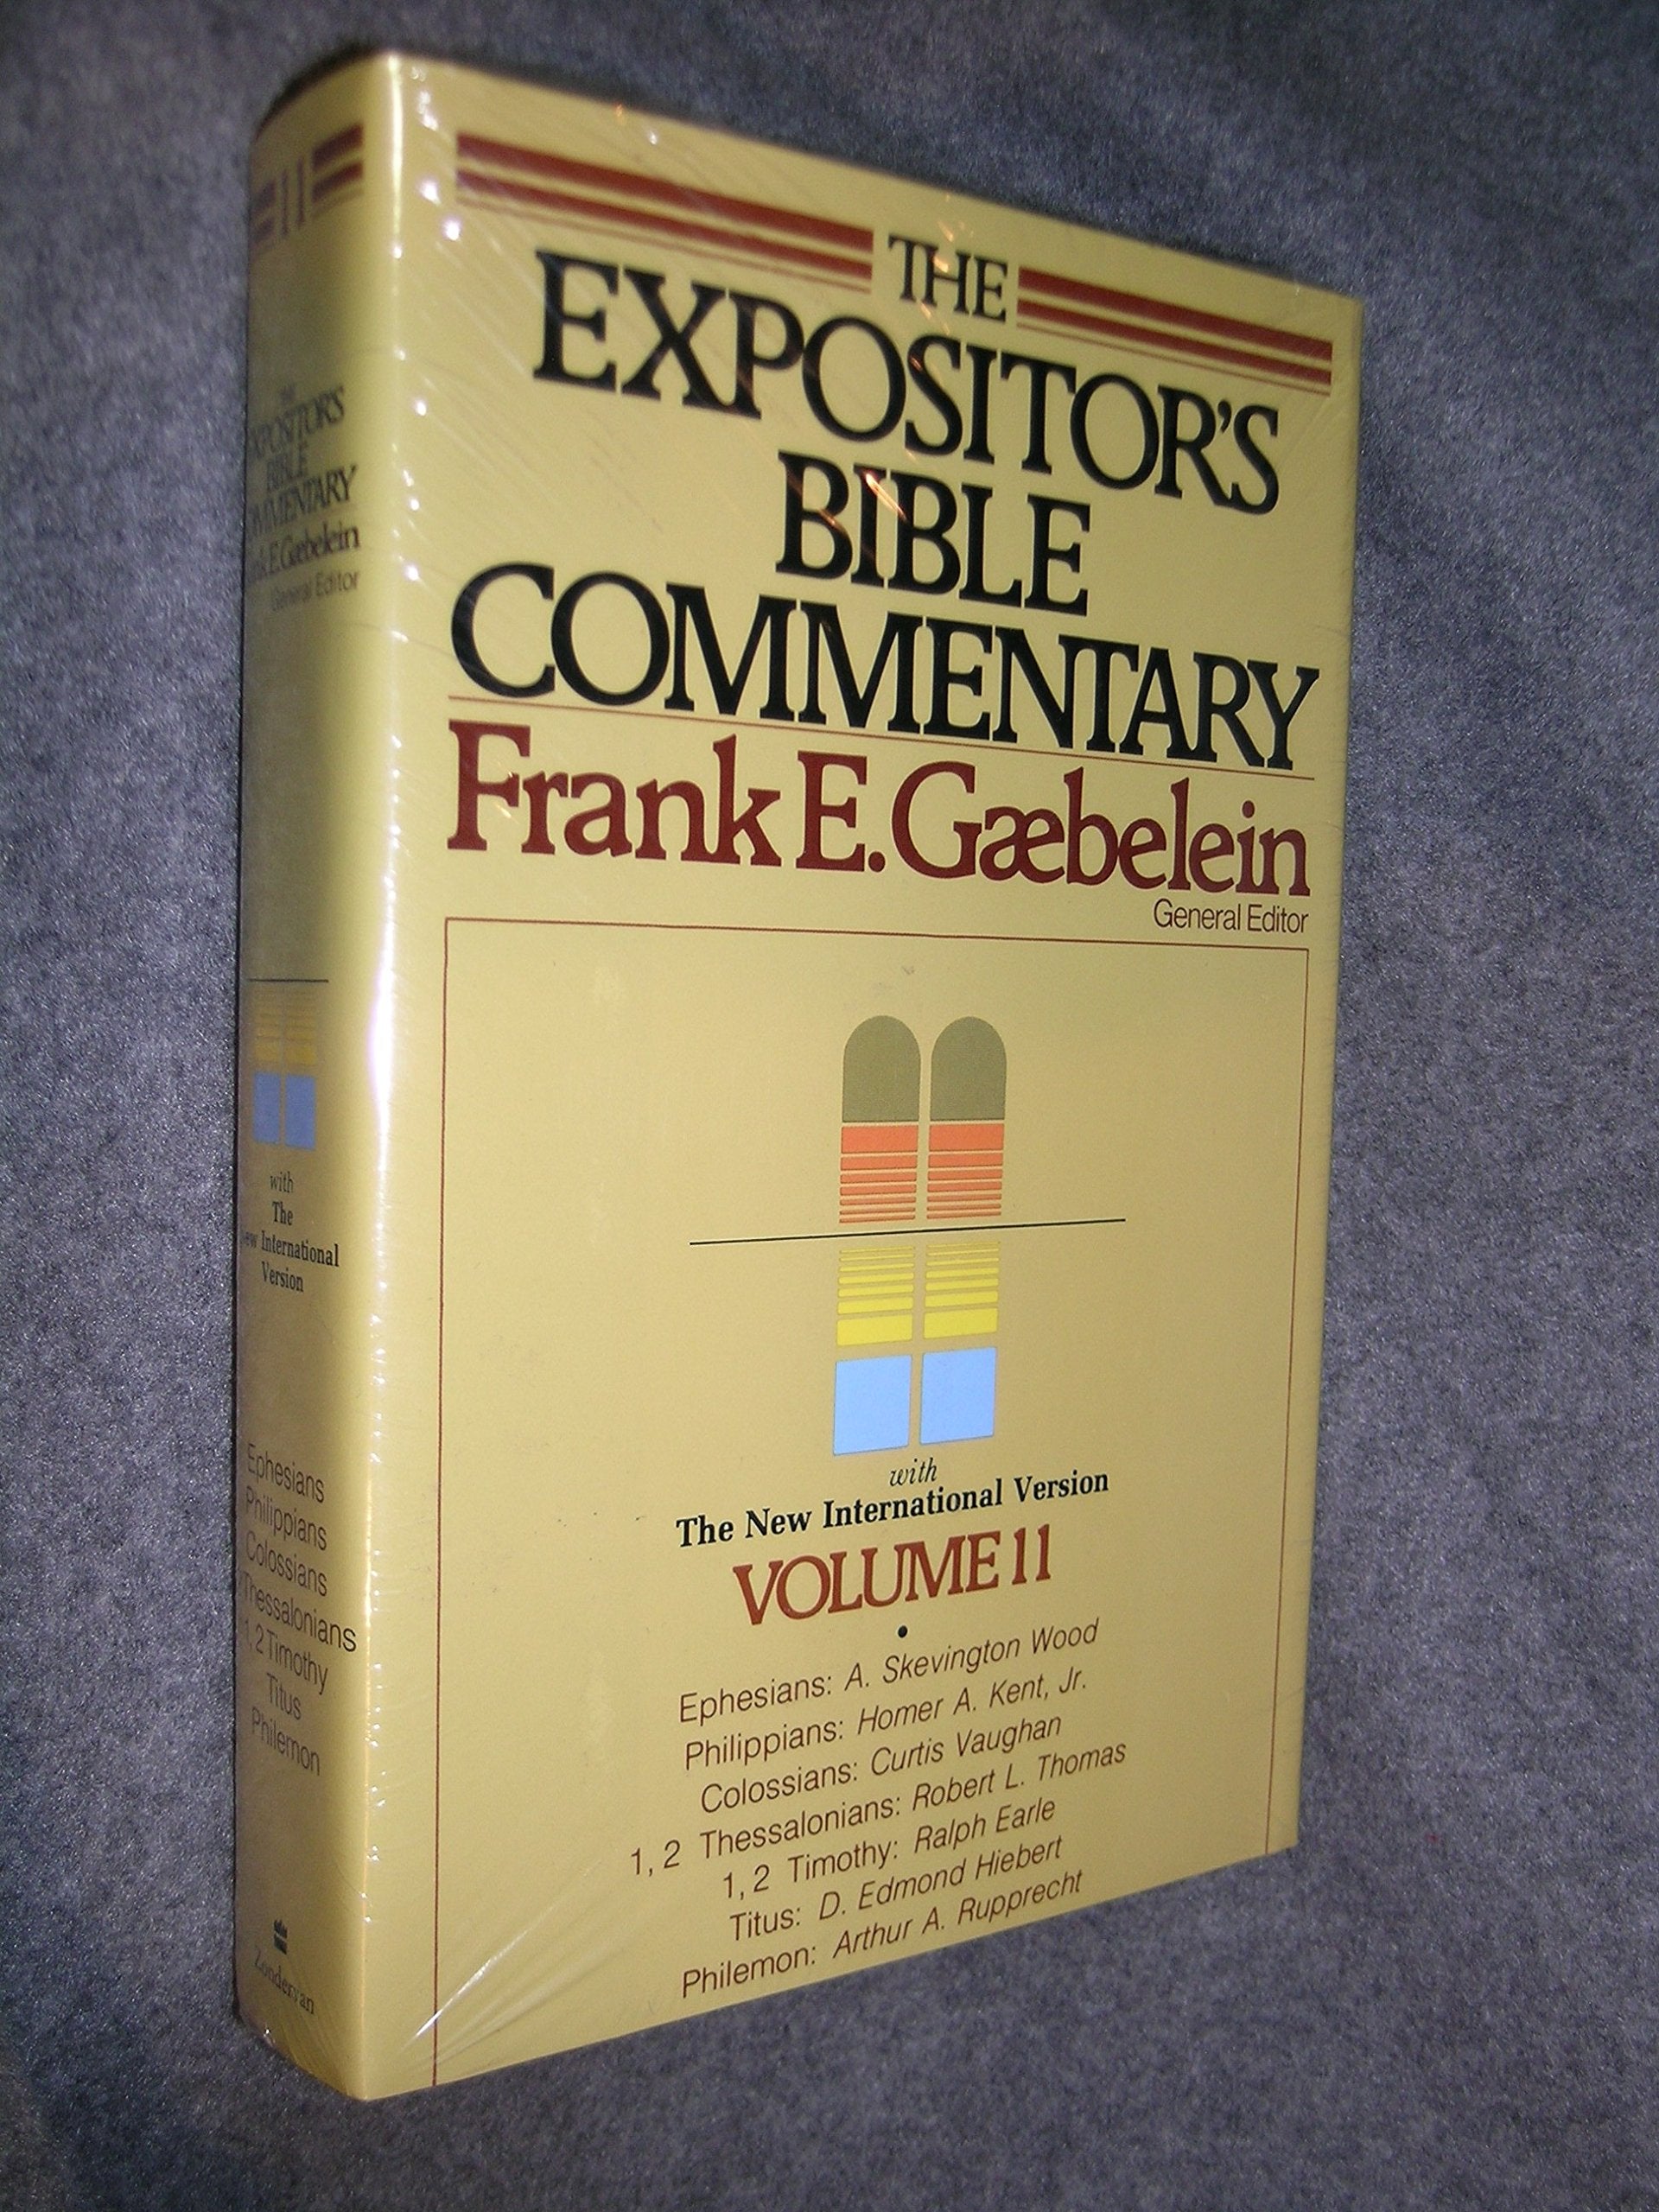 THE
EXPOSITOR'S
BIBLE
COMMENTARY
Frank E. Gæbelein
General Editor
with
The New International Version
VOLUME 11
•
Ephesians: A. Skevington Wood
Philippians: Homer A. Kent, Jr.
Colossians: Curtis Vaughan
1, 2 Thessalonians: Robert L. Thomas
1, 2 Timothy: Ralph Earle
Titus: D. Edmond Hiebert
Philemon: Arthur A. Rupprecht
11
THE
EXPOSITOR'S
BIBLE
COMMENTARY
Frank E. Gæbelein
General Editor
with
The
New International
Version
Ephesians
Philippians
Colossians
Thessalonians
1, 2 Timothy
Titus
Philemon
Zondervan